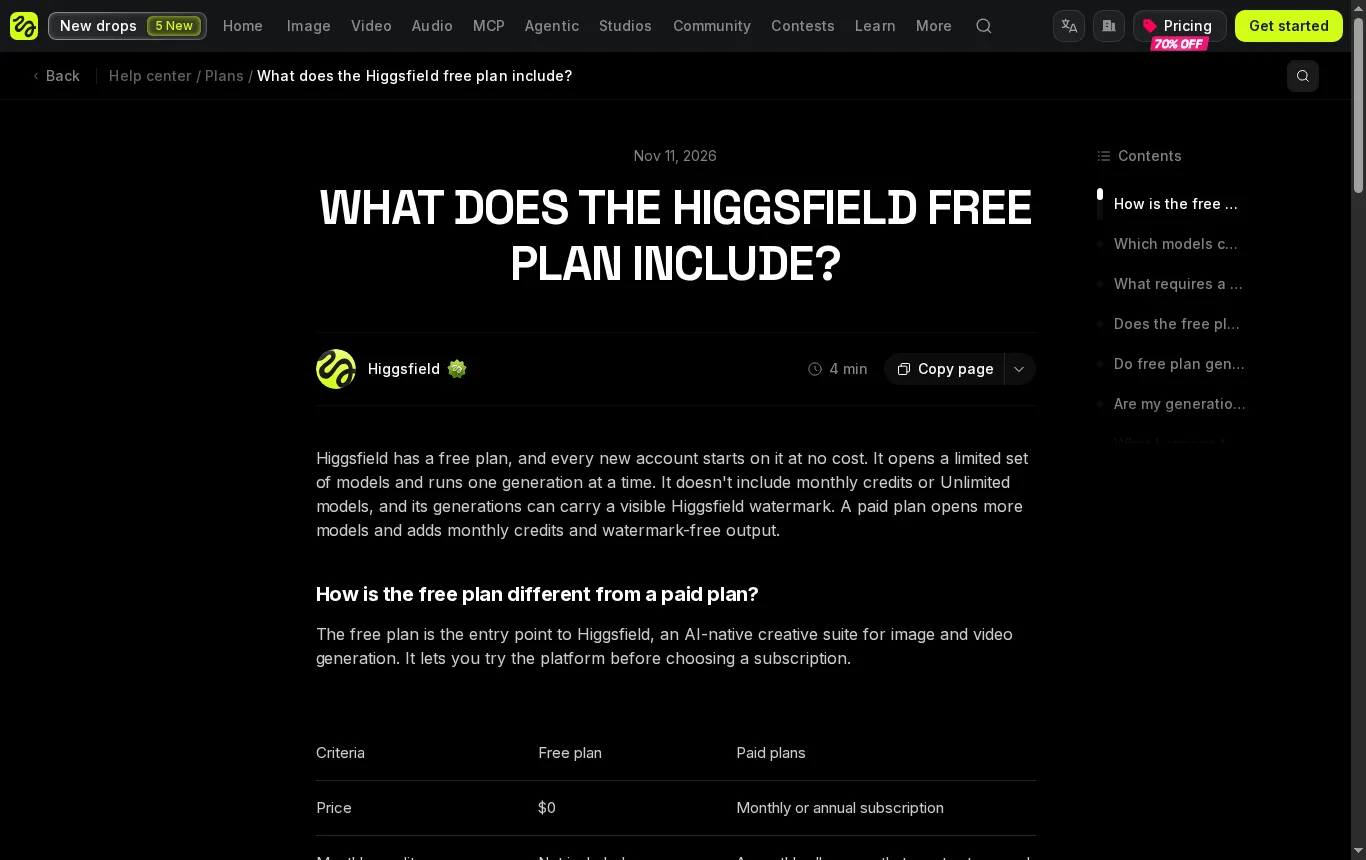 New drops 5 New Home Image Video Audio MCP Agentic Studios Community Contests Learn More Pricing Get started
70% OFF
Back Help center / Plans / What does the Higgsfield free plan include?
Nov 11, 2026
Contents
WHAT DOES THE HIGGSFIELD FREE
PLAN INCLUDE?
How is the free ...
Which models c...
What requires a ...
Does the free pl...
Do free plan gen...
Are my generatio...
Higgsfield
4 min
Copy page
Higgsfield has a free plan, and every new account starts on it at no cost. It opens a limited set
of models and runs one generation at a time. It doesn't include monthly credits or Unlimited
models, and its generations can carry a visible Higgsfield watermark. A paid plan opens more
models and adds monthly credits and watermark-free output.
How is the free plan different from a paid plan?
The free plan is the entry point to Higgsfield, an AI-native creative suite for image and video
generation. It lets you try the platform before choosing a subscription.
Criteria Free plan Paid plans
Price $0 Monthly or annual subscription